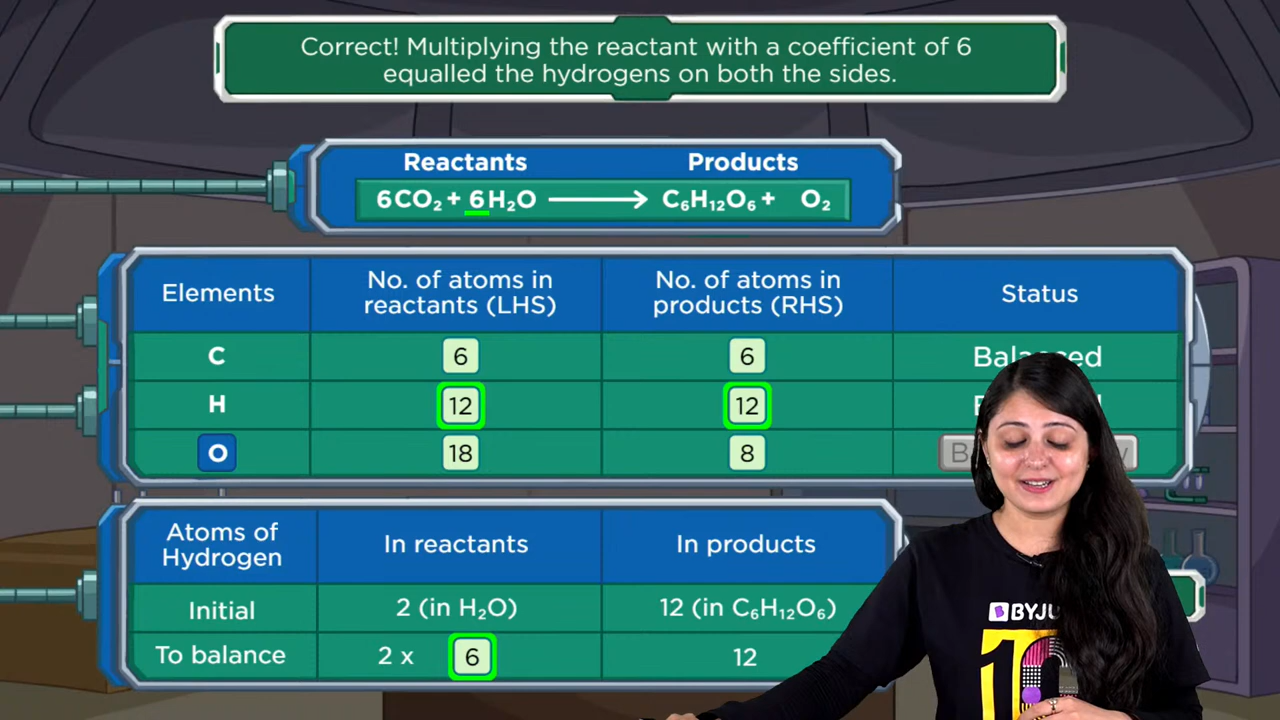 Correct! Multiplying the reactant with a coefficient of 6
equalled the hydrogens on both the sides.
Reactants Products
6CO₂ + 6H₂O ⟶ C₆H₁₂O₆ + O₂
Elements No. of atoms in reactants (LHS) No. of atoms in products (RHS) Status
C 6 6 Balanced
H 12 12
O 18 8
Atoms of Hydrogen In reactants In products
Initial 2 (in H₂O) 12 (in C₆H₁₂O₆)
To balance 2 x 6 12
BYJU
10